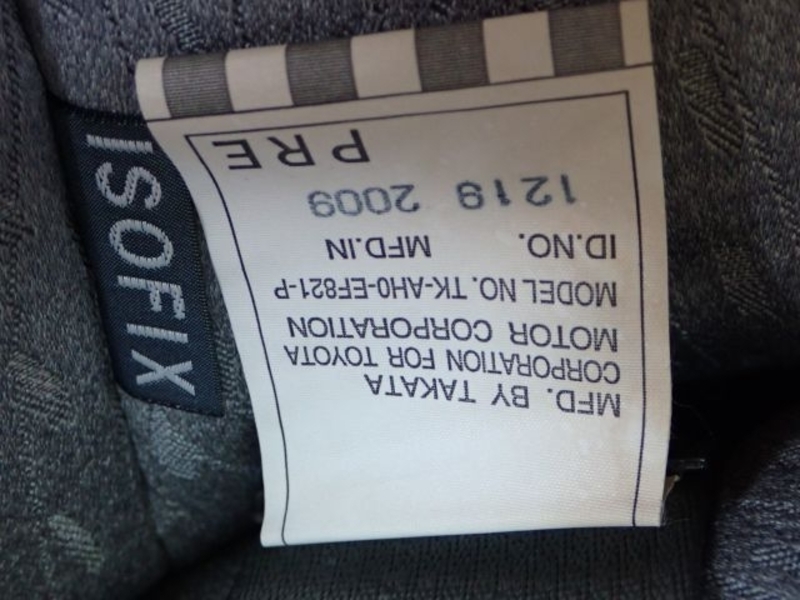 MFD. BY TAKATA
CORPORATION FOR TOYOTA
MOTOR CORPORATION
MODEL NO. TK-AH0-EF821-P
ID.NO. MFD.IN
1219 2009
PRE
ISOFIX